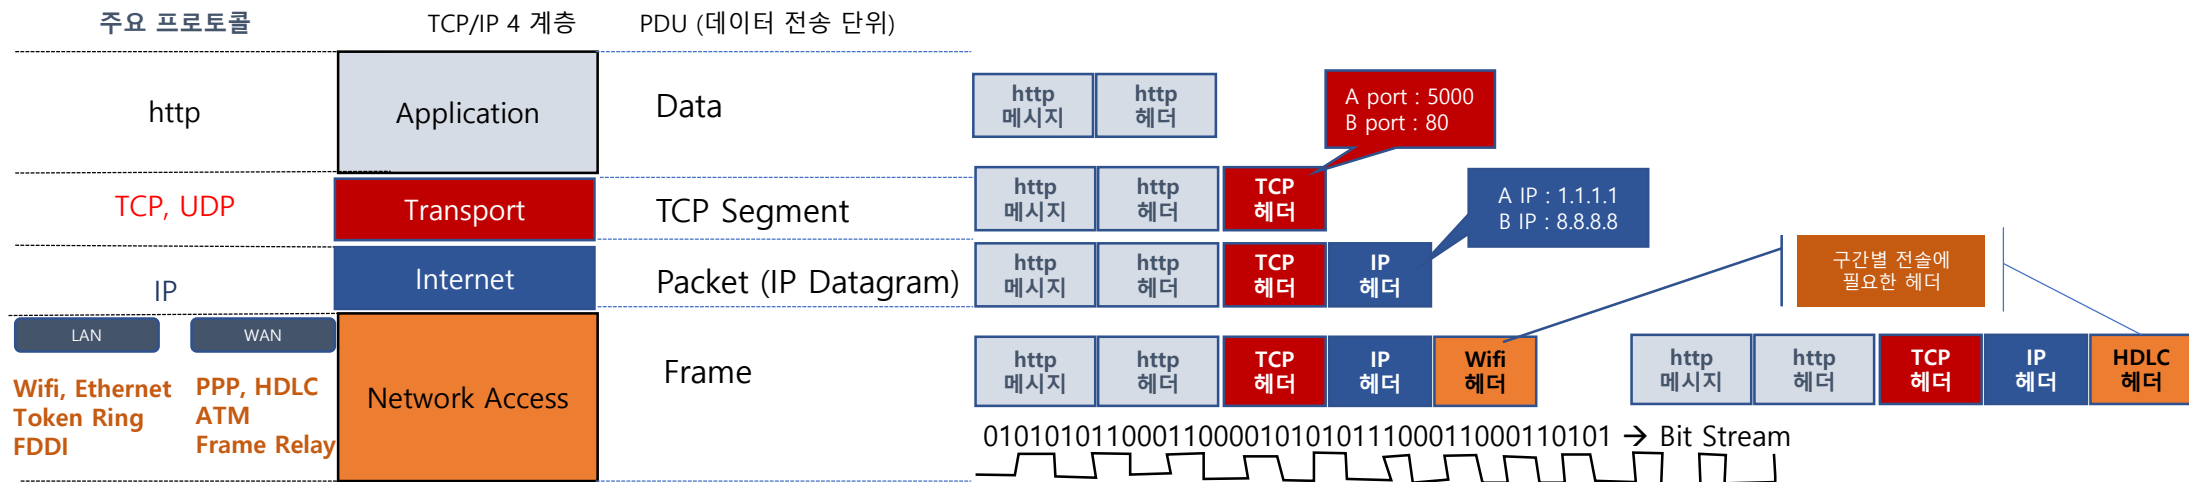 주요 프로토콜
TCP/IP 4 계층
PDU (데이터 전송 단위)
http
Application
Data
http
메시지
http
헤더
A port : 5000
B port : 80
TCP, UDP
Transport
TCP Segment
http
메시지
http
헤더
TCP
헤더
A IP : 1.1.1.1
B IP : 8.8.8.8
IP
Internet
Packet (IP Datagram)
http
메시지
http
헤더
TCP
헤더
IP
헤더
구간별 전송에
필요한 헤더
LAN
WAN
Wifi, Ethernet
Token Ring
FDDI
PPP, HDLC
ATM
Frame Relay
Network Access
Frame
http
메시지
http
헤더
TCP
헤더
IP
헤더
Wifi
헤더
http
메시지
http
헤더
TCP
헤더
IP
헤더
HDLC
헤더
0101010110001100001010101110001100011010​1 → Bit Stream